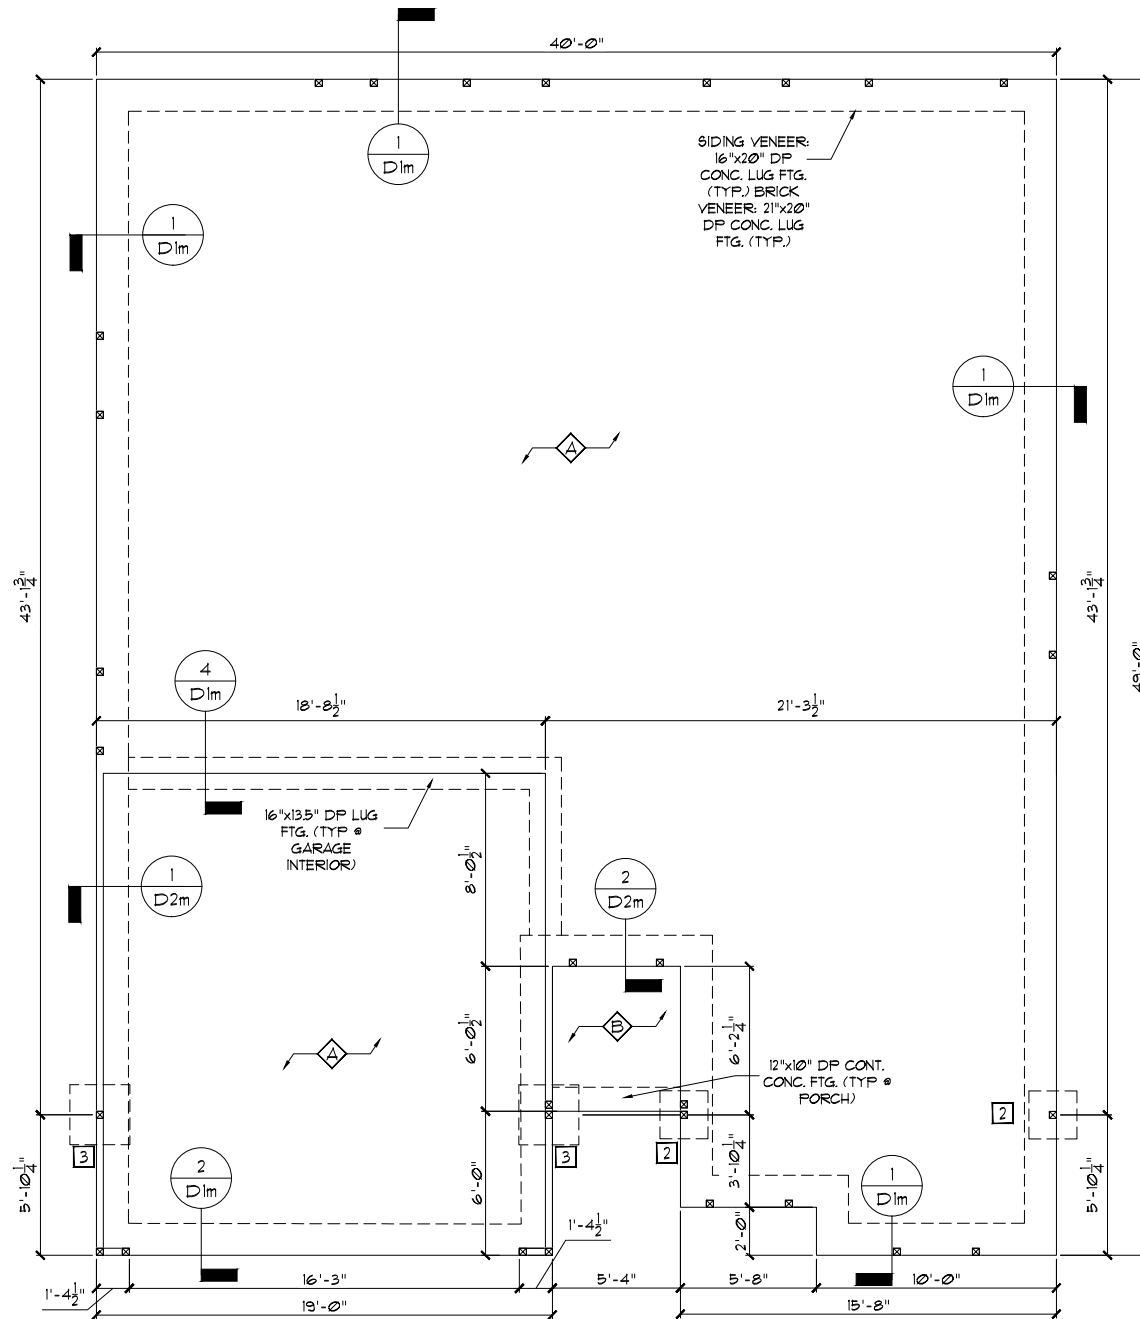 40'-0"
1
D1m
SIDING VENEER:
16"x20" DP
CONC. LUG FTG.
(TYP.) BRICK
VENEER: 21"x20"
DP CONC. LUG
FTG. (TYP.)
1
D1m
1
D1m
A
43'-1 3/4"
43'-1 3/4"
49'-0"
4
D1m
18'-8 1/2"
21'-3 1/2"
16"x13.5" DP LUG
FTG. (TYP @
GARAGE
INTERIOR)
8'-0 1/2"
1
D2m
2
D2m
6'-0 1/2"
B
6'-2 1/4"
A
12"x10" DP CONT.
CONC. FTG. (TYP @
PORCH)
2
3
3
2
2
D1m
5'-10 1/4"
6'-0"
3'-10 1/4"
1
D1m
5'-10 1/4"
1'-4 1/2"
2'-0"
1'-4 1/2"
16'-3"
5'-4"
5'-8"
10'-0"
19'-0"
15'-8"